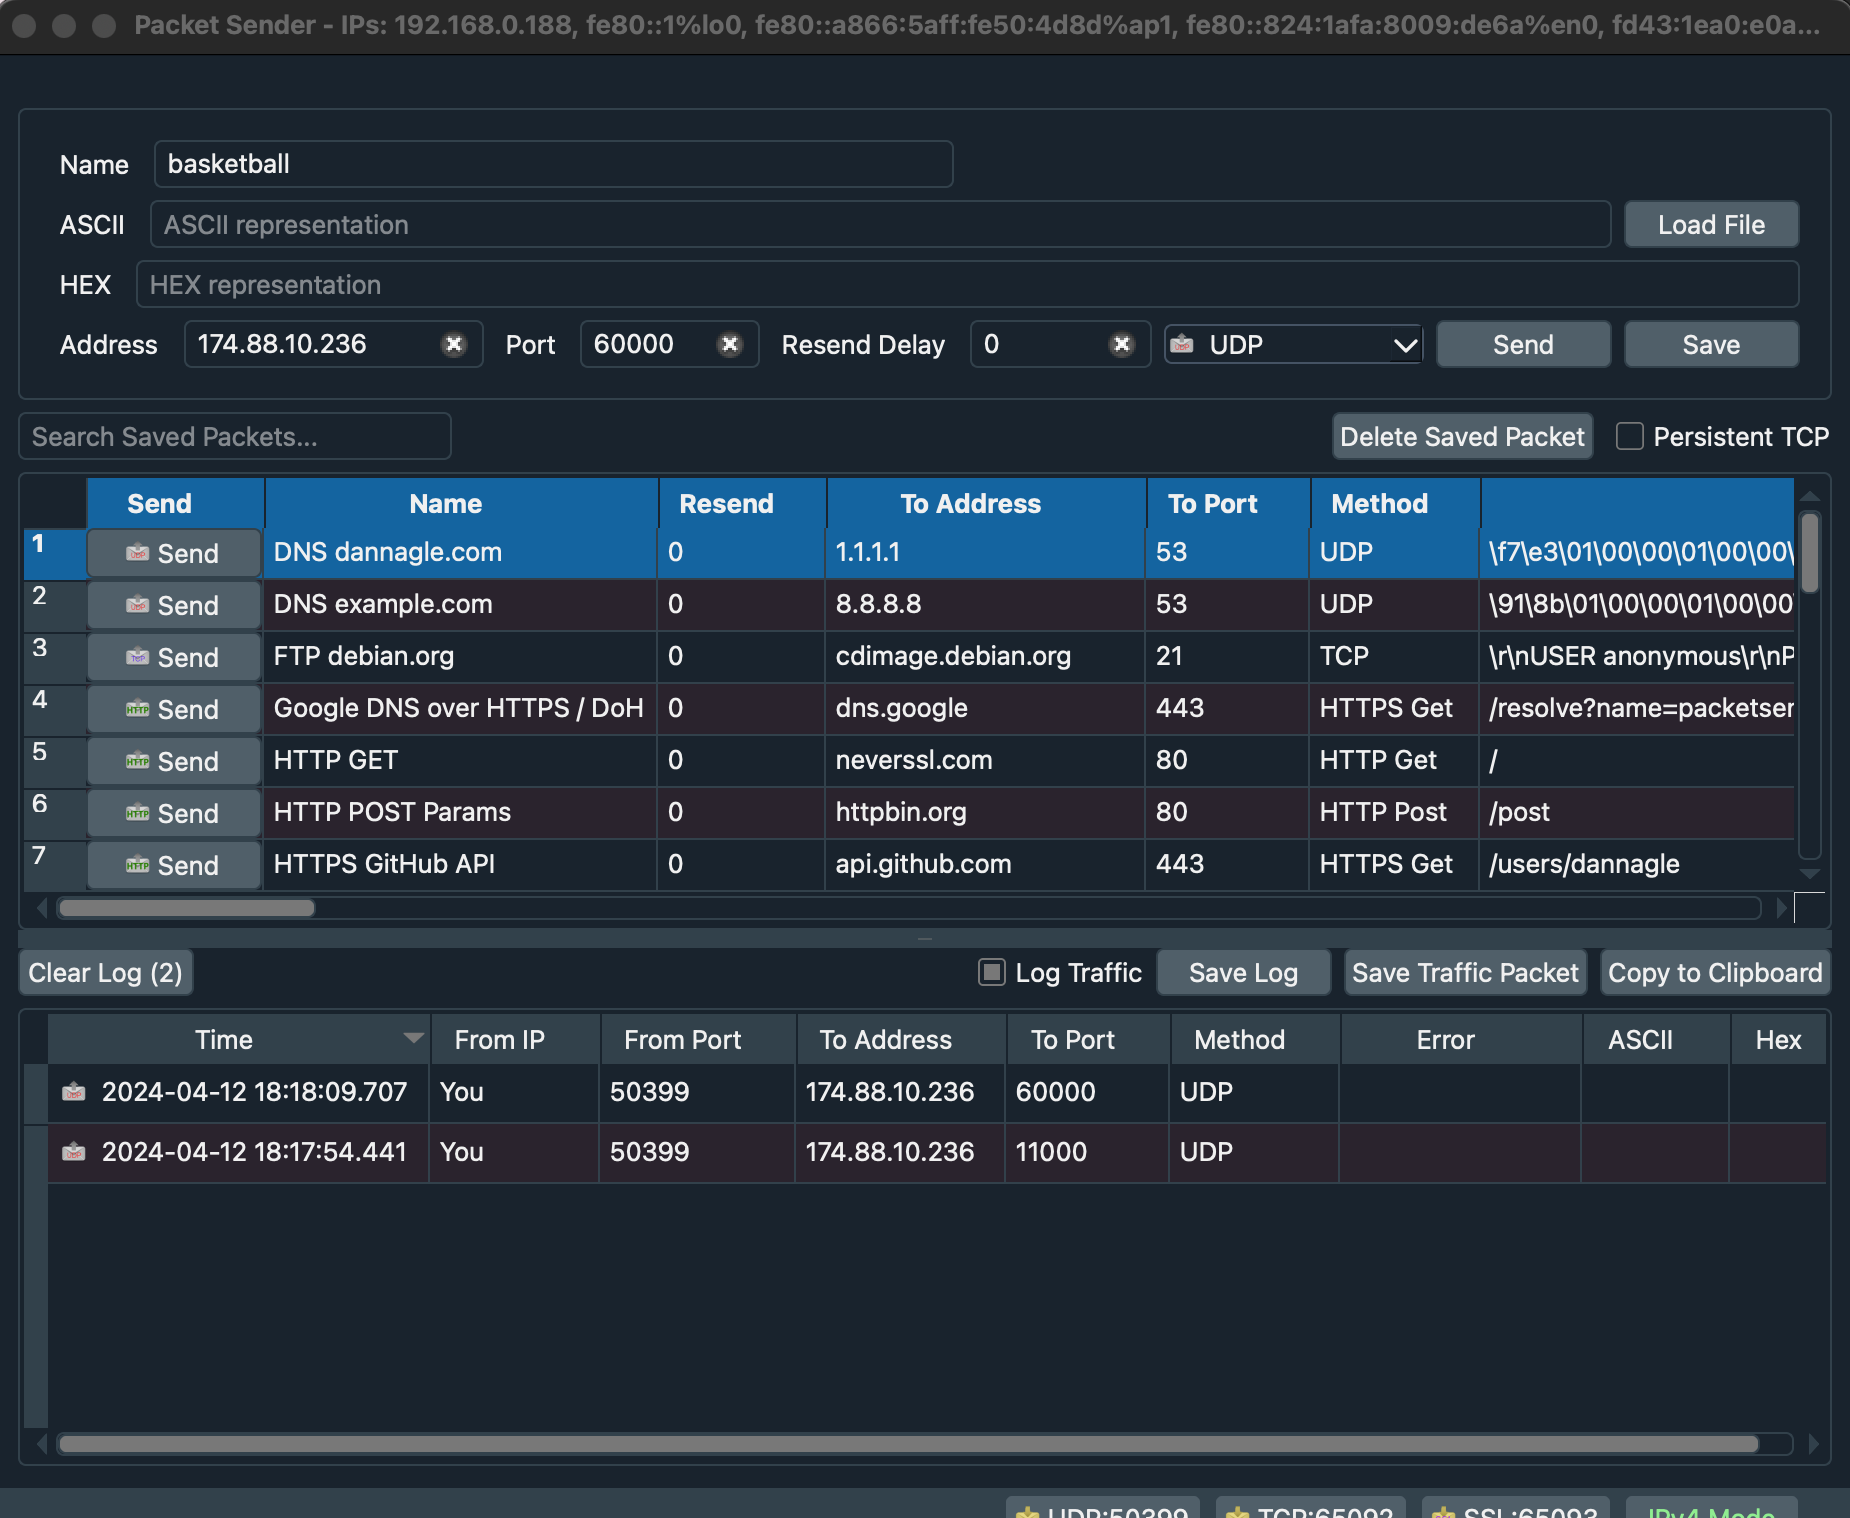 Packet Sender - IPs: 192.168.0.188, fe80::1%lo0, fe80::a866:5aff:fe50:4d8d%ap1, fe80::824:1afa:8009:de6a%en0, fd43:1ea0:e0a...
Name basketball
ASCII ASCII representation Load File
HEX HEX representation
Address 174.88.10.236 Port 60000 Resend Delay 0 UDP Send Save
Search Saved Packets... Delete Saved Packet Persistent TCP
Send Name Resend To Address To Port Method
1 Send DNS dannagle.com 0 1.1.1.1 53 UDP \f7\e3\01\00\00\01\00\00\
2 Send DNS example.com 0 8.8.8.8 53 UDP \91\8b\01\00\00\01\00\00
3 Send FTP debian.org 0 cdimage.debian.org 21 TCP \r\nUSER anonymous\r\nP
4 Send Google DNS over HTTPS / DoH 0 dns.google 443 HTTPS Get /resolve?name=packetser
5 Send HTTP GET 0 neverssl.com 80 HTTP Get /
6 Send HTTP POST Params 0 httpbin.org 80 HTTP Post /post
7 Send HTTPS GitHub API 0 api.github.com 443 HTTPS Get /users/dannagle
Clear Log (2) Log Traffic Save Log Save Traffic Packet Copy to Clipboard
Time From IP From Port To Address To Port Method Error ASCII Hex
2024-04-12 18:18:09.707 You 50399 174.88.10.236 60000 UDP
2024-04-12 18:17:54.441 You 50399 174.88.10.236 11000 UDP
UDP:50399 TCP:65092 SSL:65093 IPv4 Mode